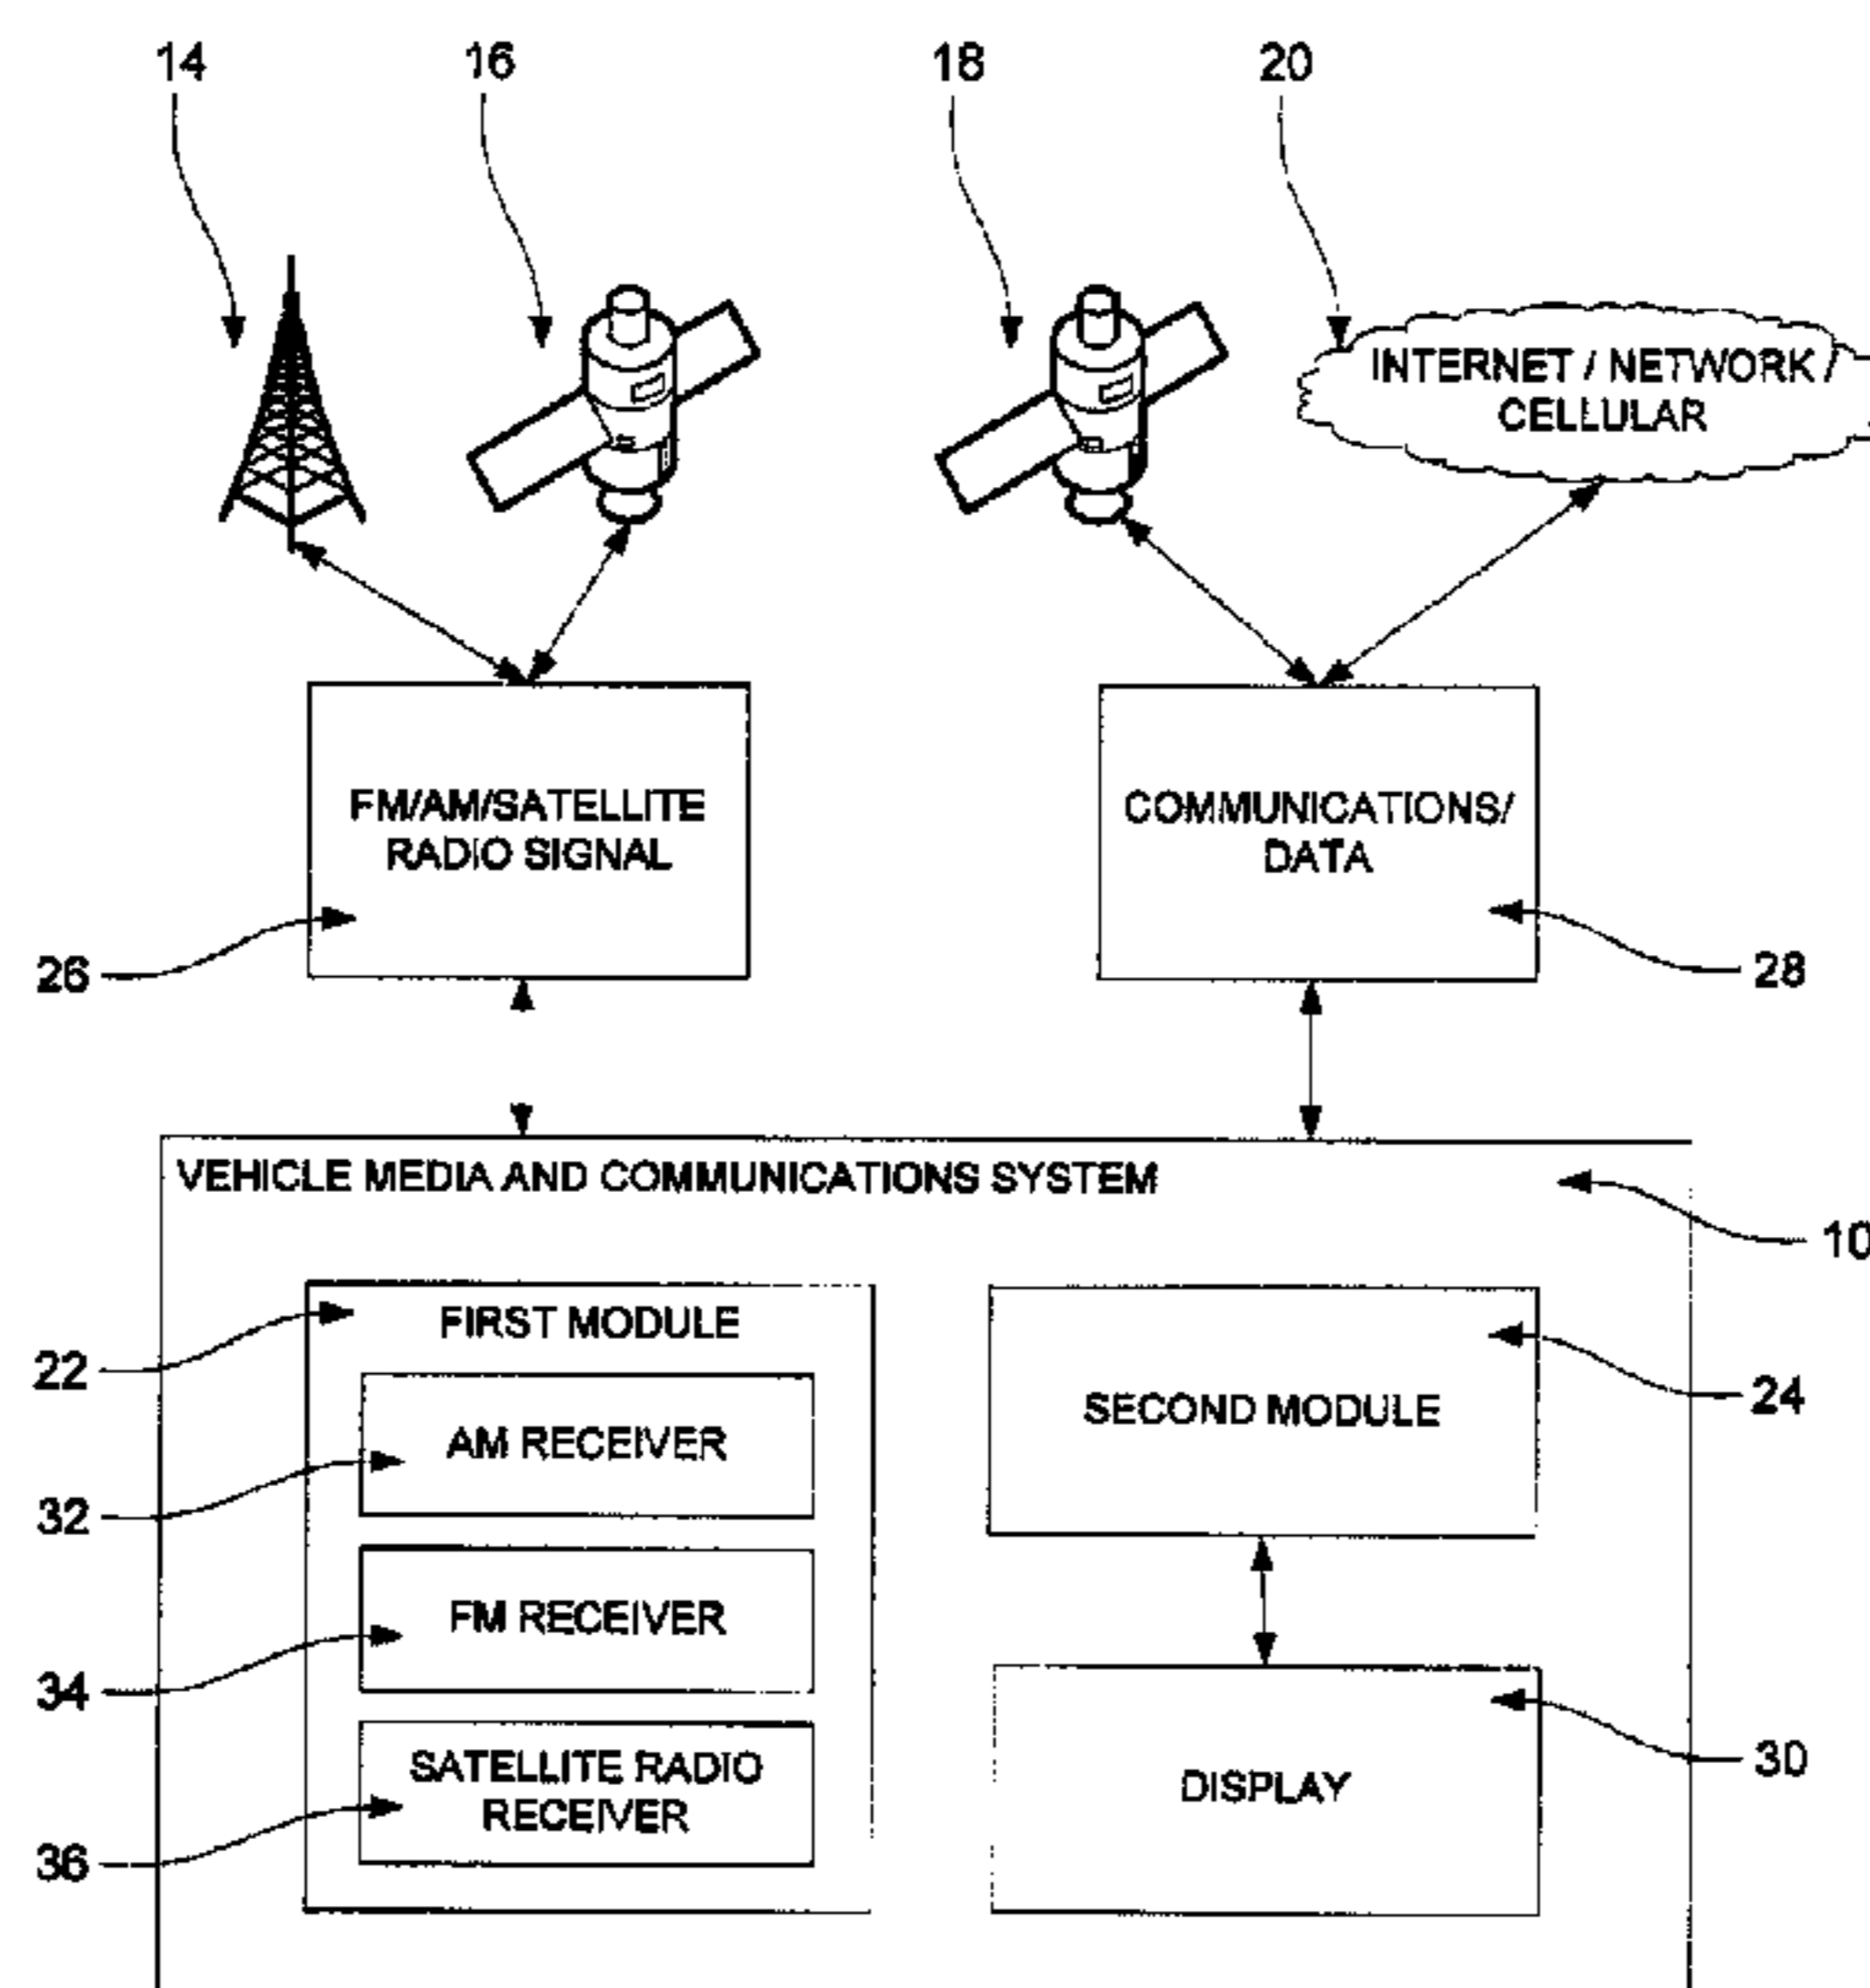 14
16
18
20
INTERNET / NETWORK /
CELLULAR
FM/AM/SATELLITE
RADIO SIGNAL
COMMUNICATIONS/
DATA
26
28
VEHICLE MEDIA AND COMMUNICATIONS SYSTEM
10
FIRST MODULE
22
SECOND MODULE
24
AM RECEIVER
32
FM RECEIVER
34
SATELLITE RADIO
RECEIVER
36
DISPLAY
30